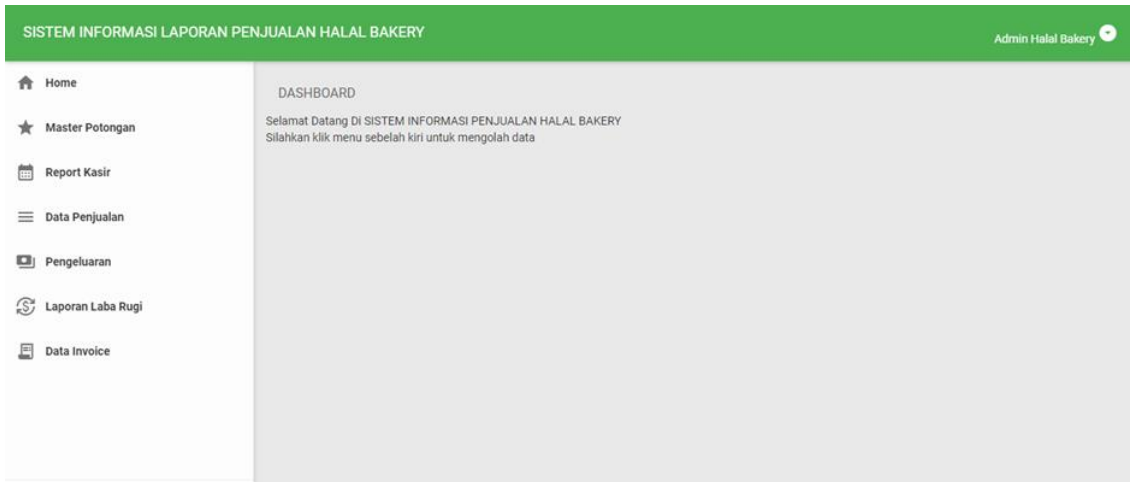 SISTEM INFORMASI LAPORAN PENJUALAN HALAL BAKERY
Admin Halal Bakery
Home
Master Potongan
Report Kasir
Data Penjualan
Pengeluaran
Laporan Laba Rugi
Data Invoice
DASHBOARD
Selamat Datang Di SISTEM INFORMASI PENJUALAN HALAL BAKERY
Silahkan klik menu sebelah kiri untuk mengolah data